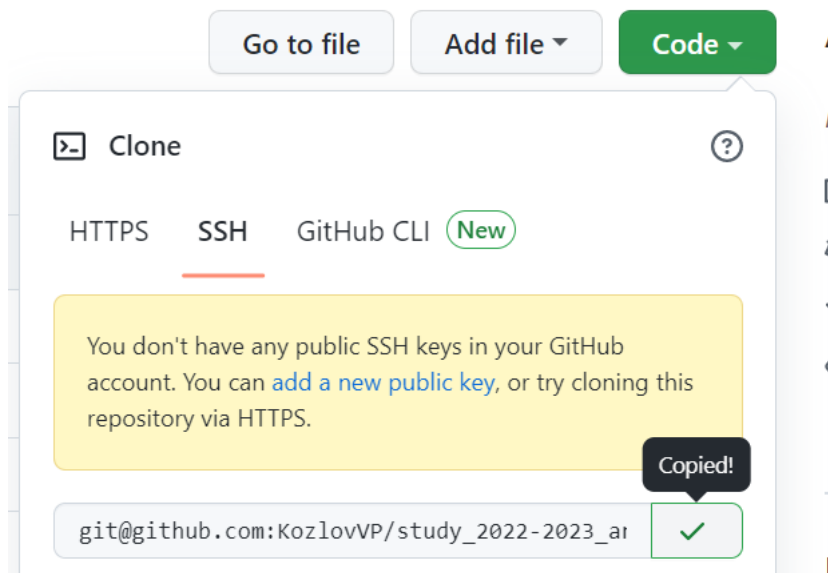 Go to file Add file Code
Clone
HTTPS SSH GitHub CLI New
You don't have any public SSH keys in your GitHub
account. You can add a new public key, or try cloning this
repository via HTTPS.
Copied!
git@github.com:KozlovVP/study_2022-2023_ar